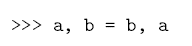 >>> a, b = b, a